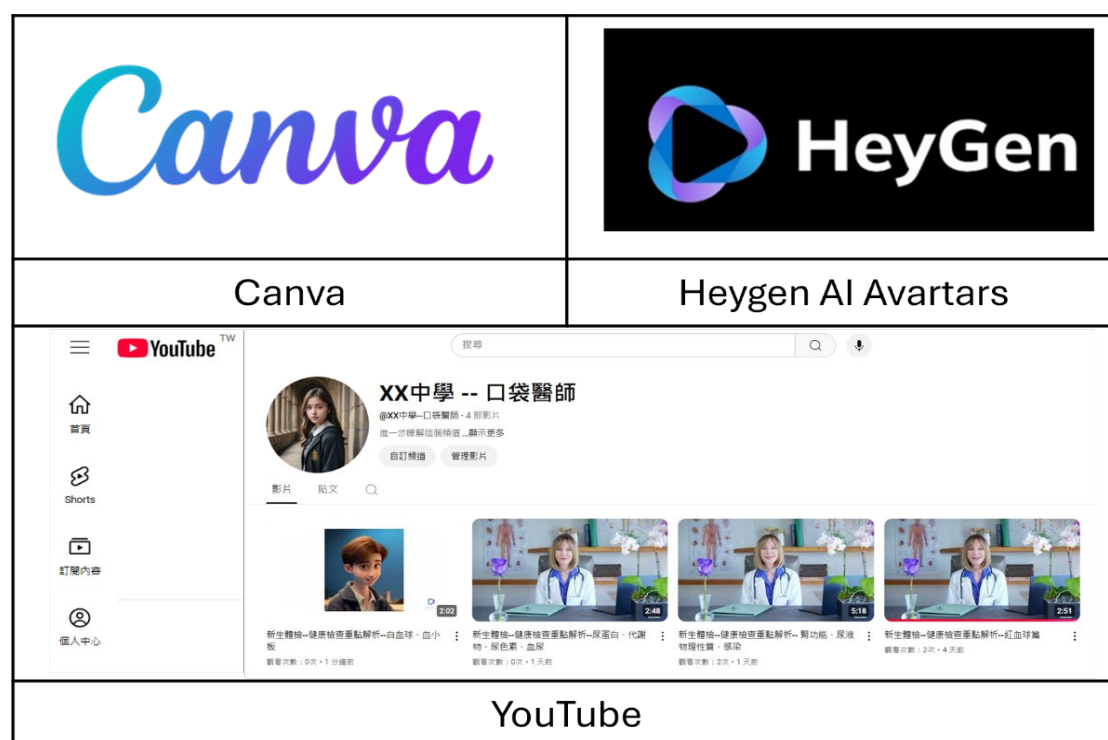 Canva
HeyGen
Canva
Heygen AI Avartars
YouTube TW
搜尋
首頁
Shorts
訂閱內容
個人中心
XX中學 -- 口袋醫師
@XX中學--口袋醫師・4 部影片
進一步瞭解這個頻道 ...顯示更多
自訂頻道
管理影片
影片
貼文
2:02
2:48
5:18
2:51
新生體檢--健康檢查重點解析--白血球、血小
板
觀看次數：0次・1 分鐘前
新生體檢--健康檢查重點解析--尿蛋白、代謝
物、尿色素、血尿
觀看次數：0次・1 天前
新生體檢--健康檢查重點解析-- 腎功能、尿液
物理性質、感染
觀看次數：2次・1 天前
新生體檢--健康檢查重點解析--紅血球篇
觀看次數：2次・4 天前
YouTube